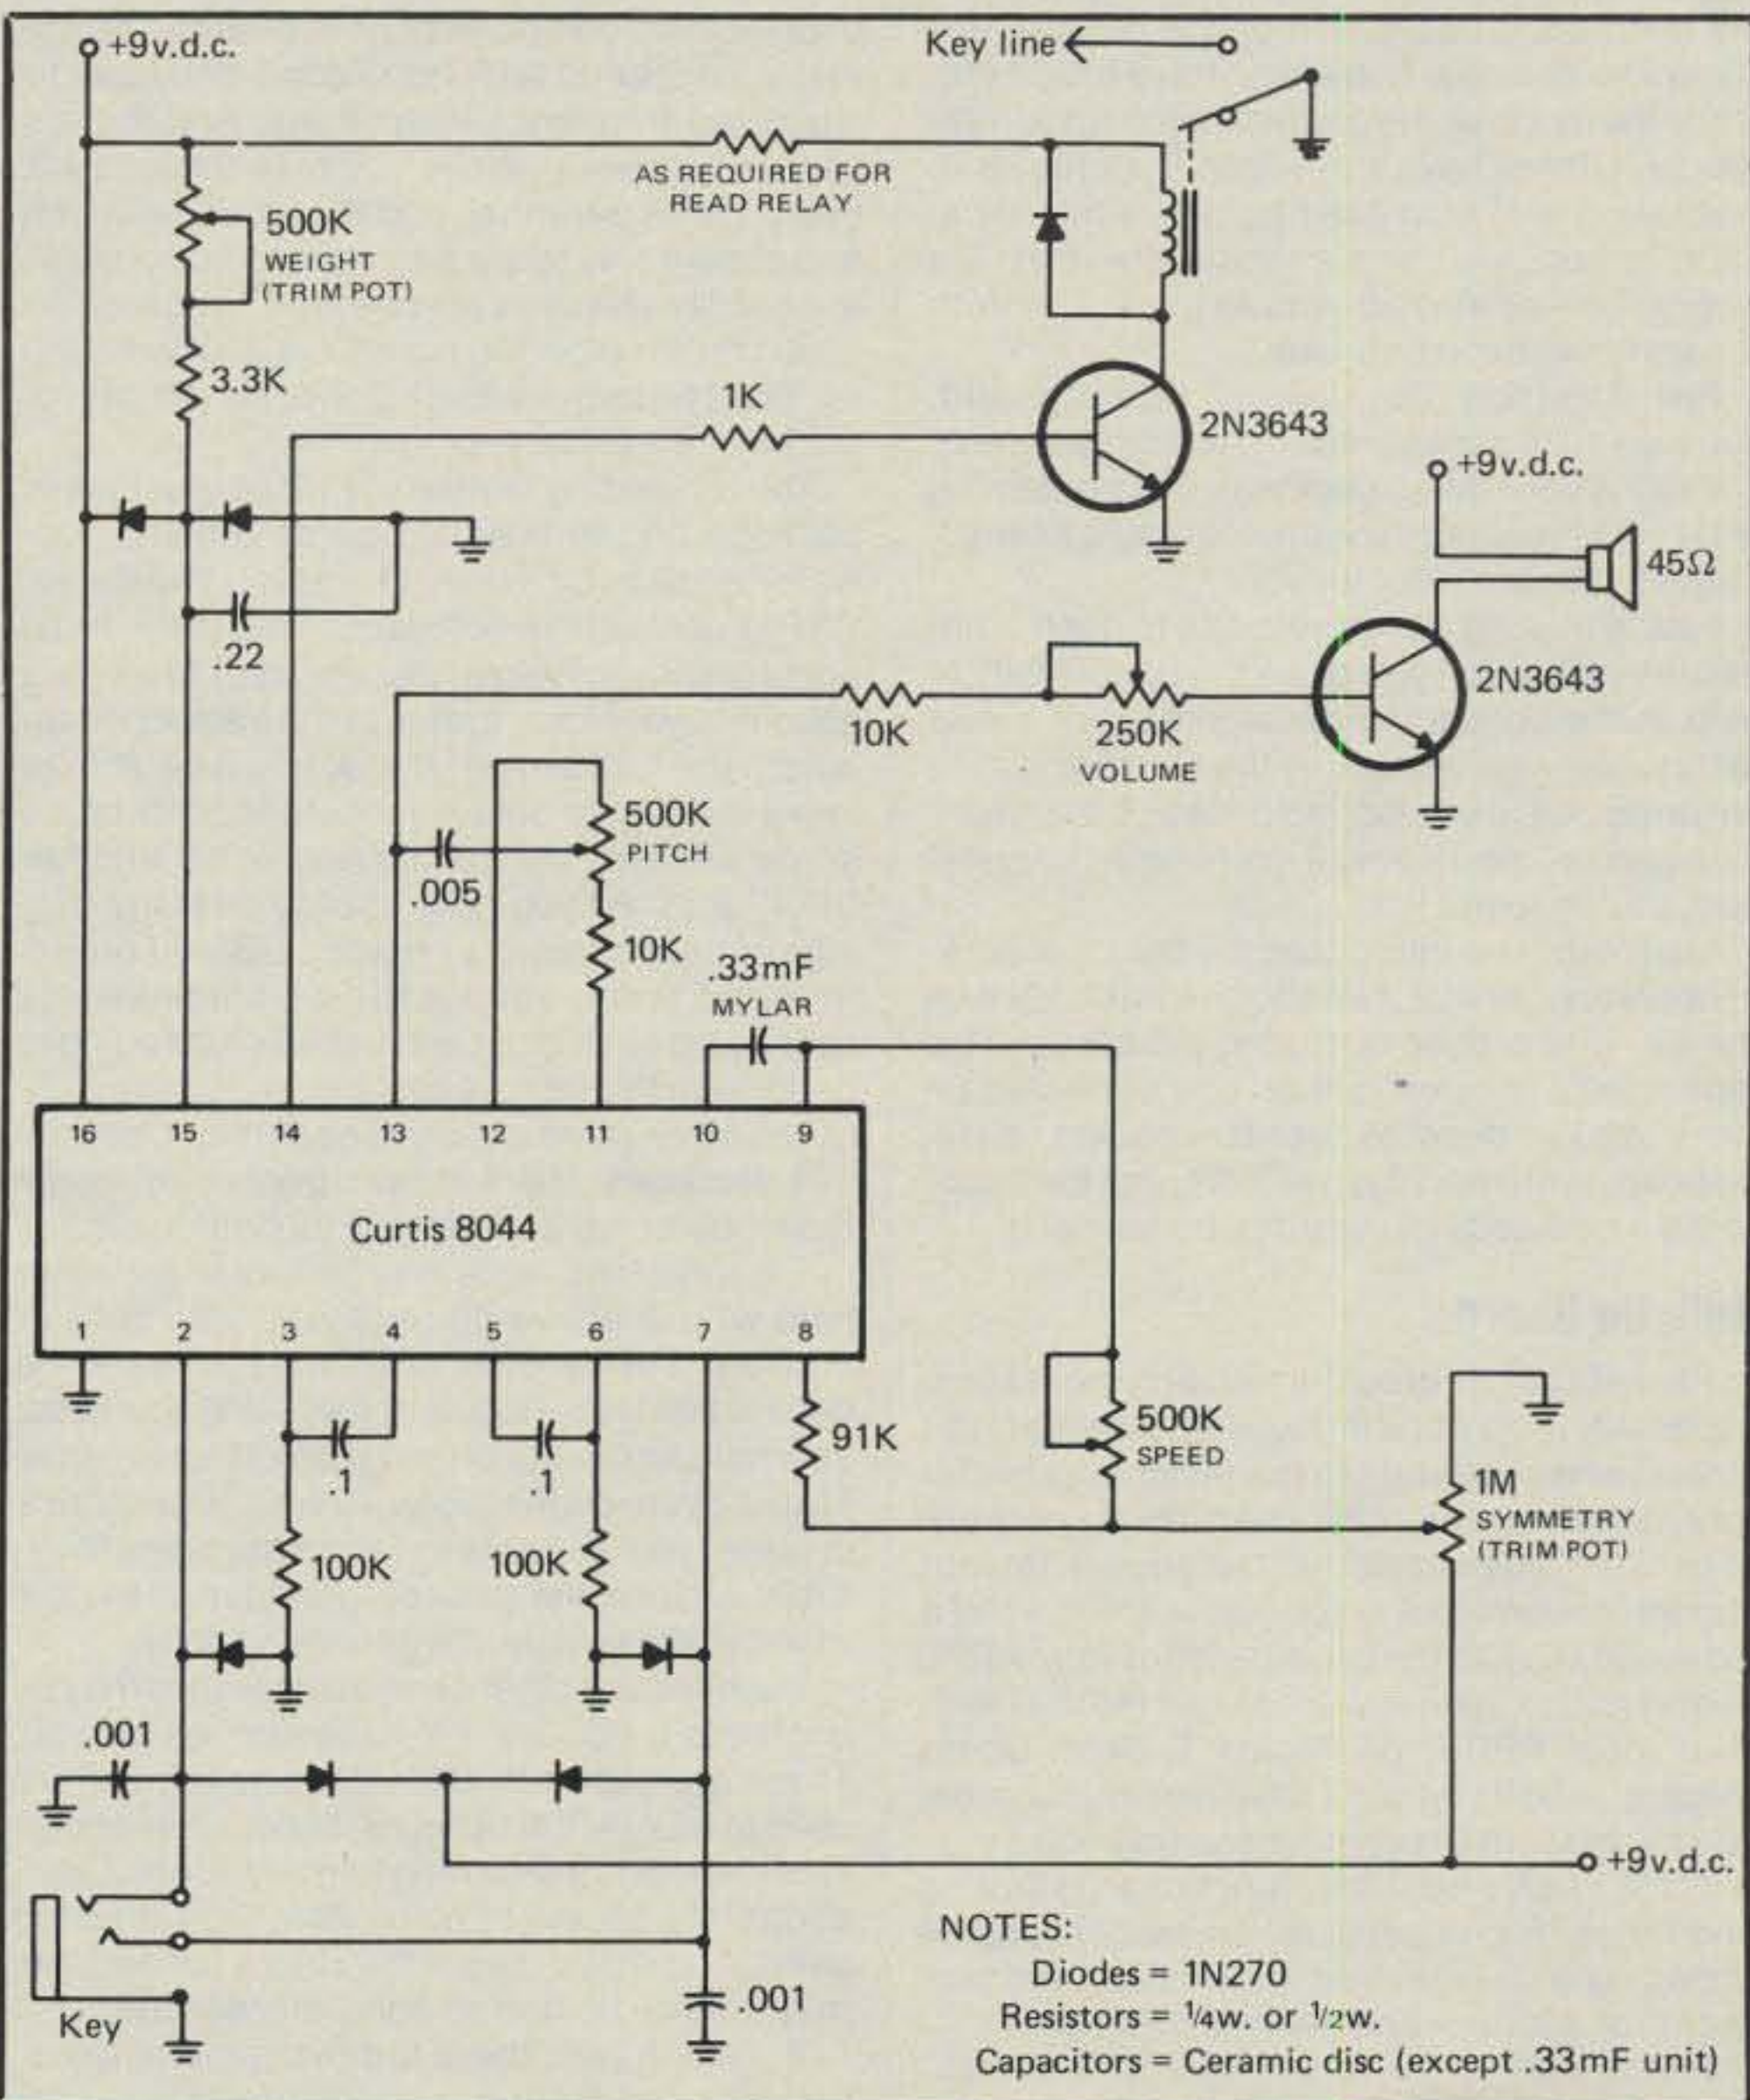 +9v.d.c.
Key line
AS REQUIRED FOR
READ RELAY
500K
WEIGHT
(TRIM POT)
3.3K
1K
2N3643
+9v.d.c.
45Ω
.22
2N3643
10K
250K
VOLUME
500K
PITCH
.005
10K
.33mF
MYLAR
16 15 14 13 12 11 10 9
Curtis 8044
1 2 3 4 5 6 7 8
91K
500K
SPEED
.1
.1
1M
SYMMETRY
(TRIM POT)
100K
100K
.001
+9v.d.c.
Key
.001
NOTES:
Diodes = 1N270
Resistors = 1/4w. or 1/2w.
Capacitors = Ceramic disc (except .33mF unit)